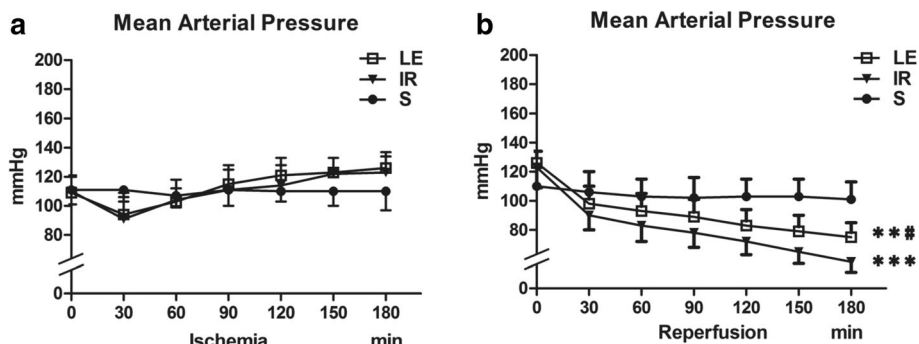 a
Mean Arterial Pressure
LE
IR
S
200
180
160
140
120
100
80
0
mmHg
0 30 60 90 120 150 180
Ischemia min
b
Mean Arterial Pressure
LE
IR
S
200
180
160
140
120
100
80
0
mmHg
**#
***
0 30 60 90 120 150 180
Reperfusion min